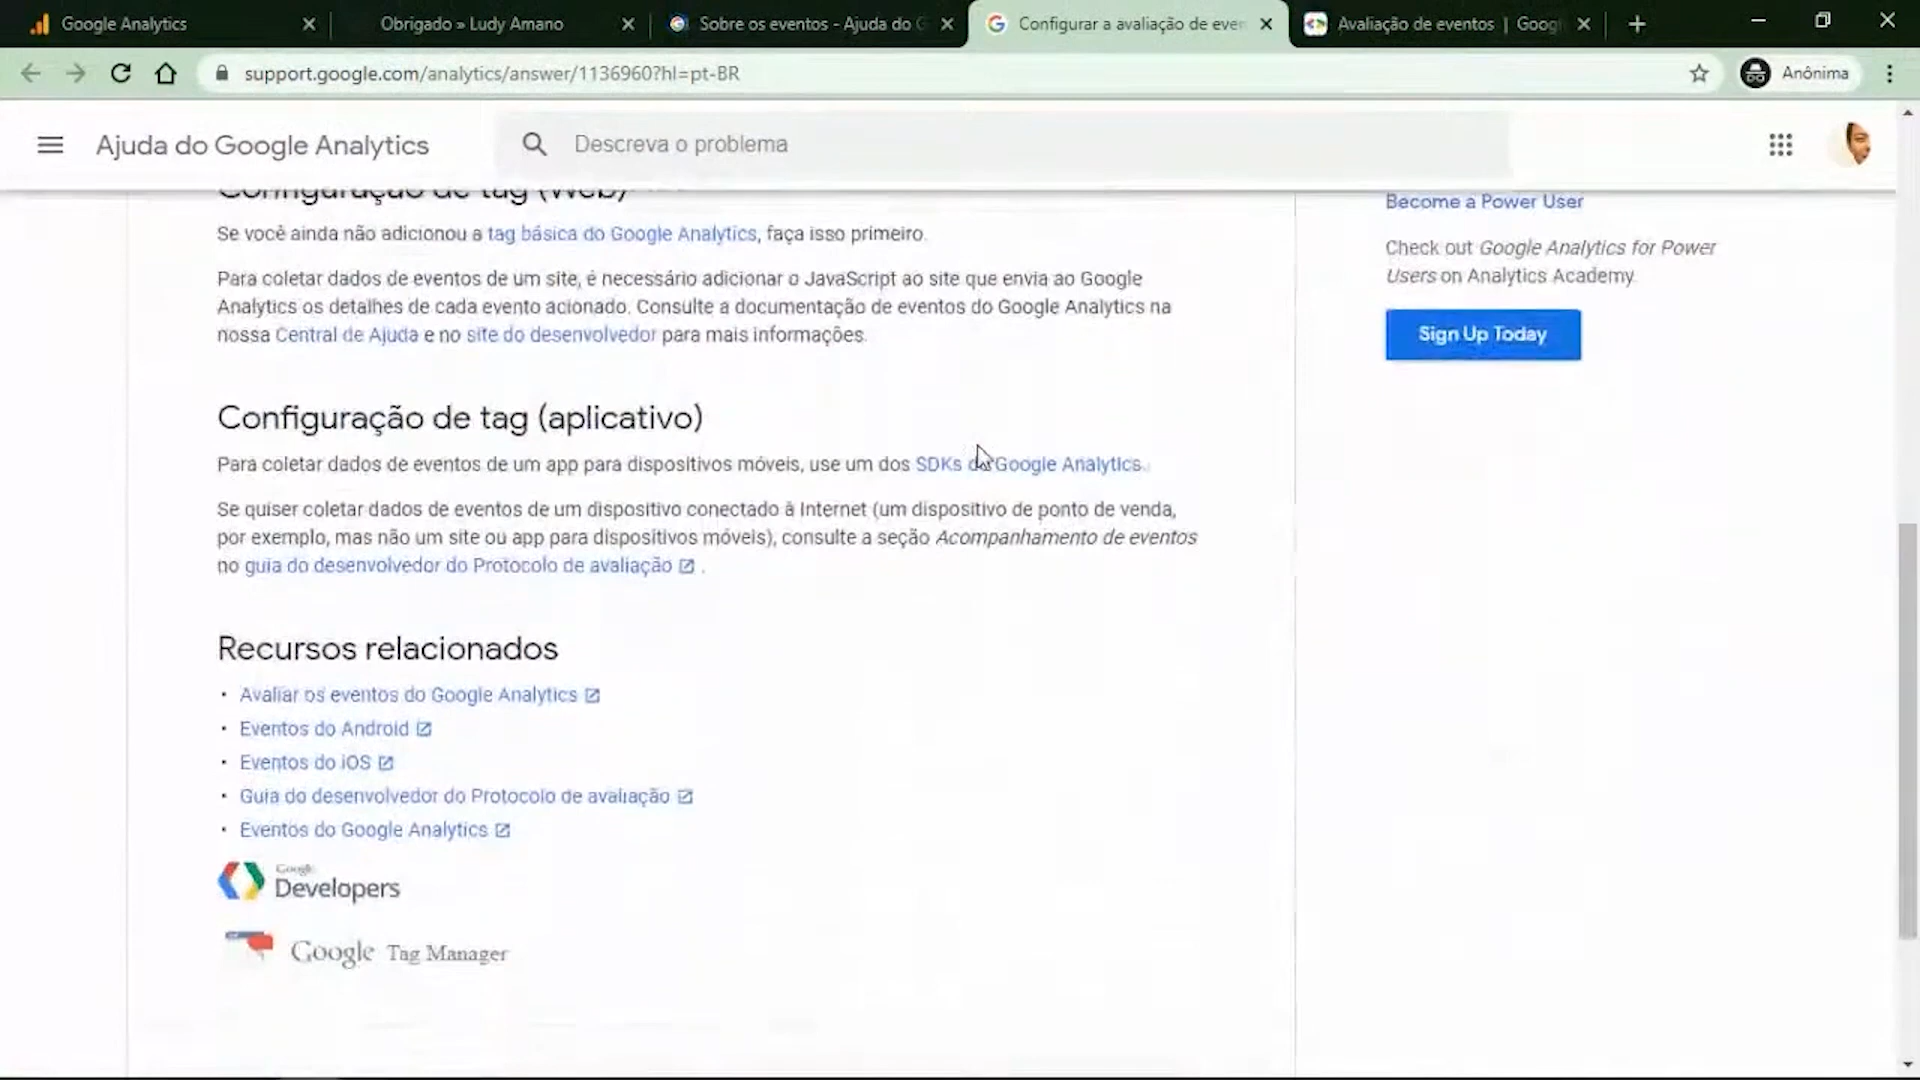 Google Analytics
Obrigado » Ludy Amano
Sobre os eventos - Ajuda do G
Configurar a avaliação de even
Avaliação de eventos | Googl
support.google.com/analytics/answer/1136960?hl=pt-BR
Anônima
Ajuda do Google Analytics
Descreva o problema
Configuração de tag (Web)
Se você ainda não adicionou a tag básica do Google Analytics, faça isso primeiro.
Para coletar dados de eventos de um site, é necessário adicionar o JavaScript ao site que envia ao Google
Analytics os detalhes de cada evento acionado. Consulte a documentação de eventos do Google Analytics na
nossa Central de Ajuda e no site do desenvolvedor para mais informações.
Configuração de tag (aplicativo)
Para coletar dados de eventos de um app para dispositivos móveis, use um dos SDKs do Google Analytics.
Se quiser coletar dados de eventos de um dispositivo conectado à Internet (um dispositivo de ponto de venda,
por exemplo, mas não um site ou app para dispositivos móveis), consulte a seção Acompanhamento de eventos
no guia do desenvolvedor do Protocolo de avaliação .
Recursos relacionados
• Avaliar os eventos do Google Analytics
• Eventos do Android
• Eventos do iOS
• Guia do desenvolvedor do Protocolo de avaliação
• Eventos do Google Analytics
Google
Developers
Google Tag Manager
Become a Power User
Check out Google Analytics for Power
Users on Analytics Academy.
Sign Up Today